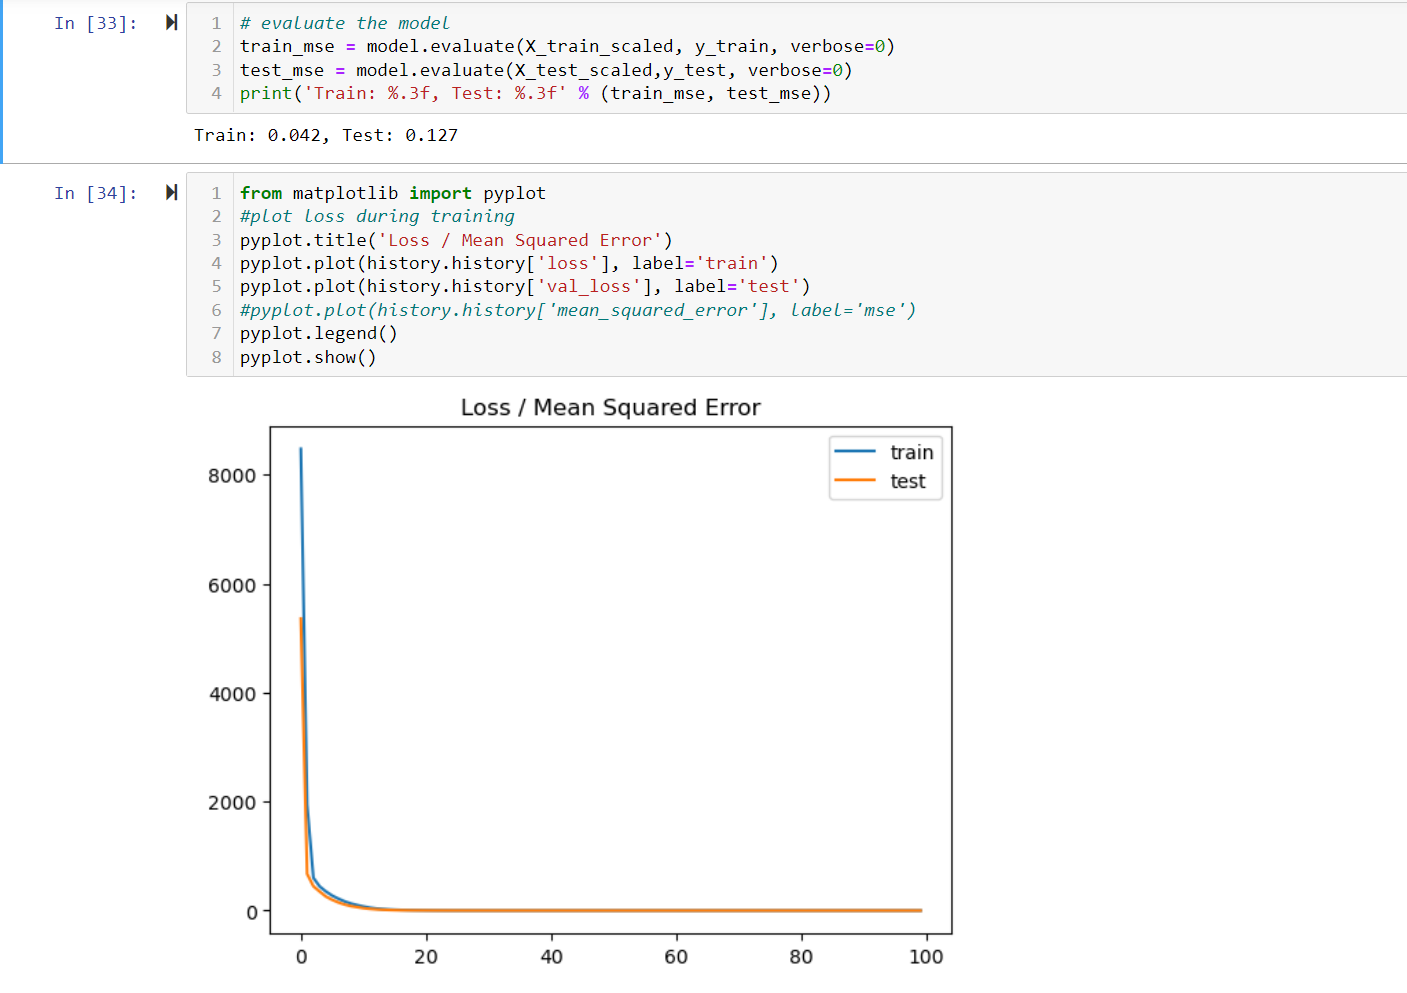 In [33]:
1 # evaluate the model
2 train_mse = model.evaluate(X_train_scaled, y_train, verbose=0)
3 test_mse = model.evaluate(X_test_scaled,y_test, verbose=0)
4 print('Train: %.3f, Test: %.3f' % (train_mse, test_mse))
Train: 0.042, Test: 0.127
In [34]:
1 from matplotlib import pyplot
2 #plot loss during training
3 pyplot.title('Loss / Mean Squared Error')
4 pyplot.plot(history.history['loss'], label='train')
5 pyplot.plot(history.history['val_loss'], label='test')
6 #pyplot.plot(history.history['mean_squared_error'], label='mse')
7 pyplot.legend()
8 pyplot.show()
Loss / Mean Squared Error
train
test
8000
6000
4000
2000
0
0 20 40 60 80 100